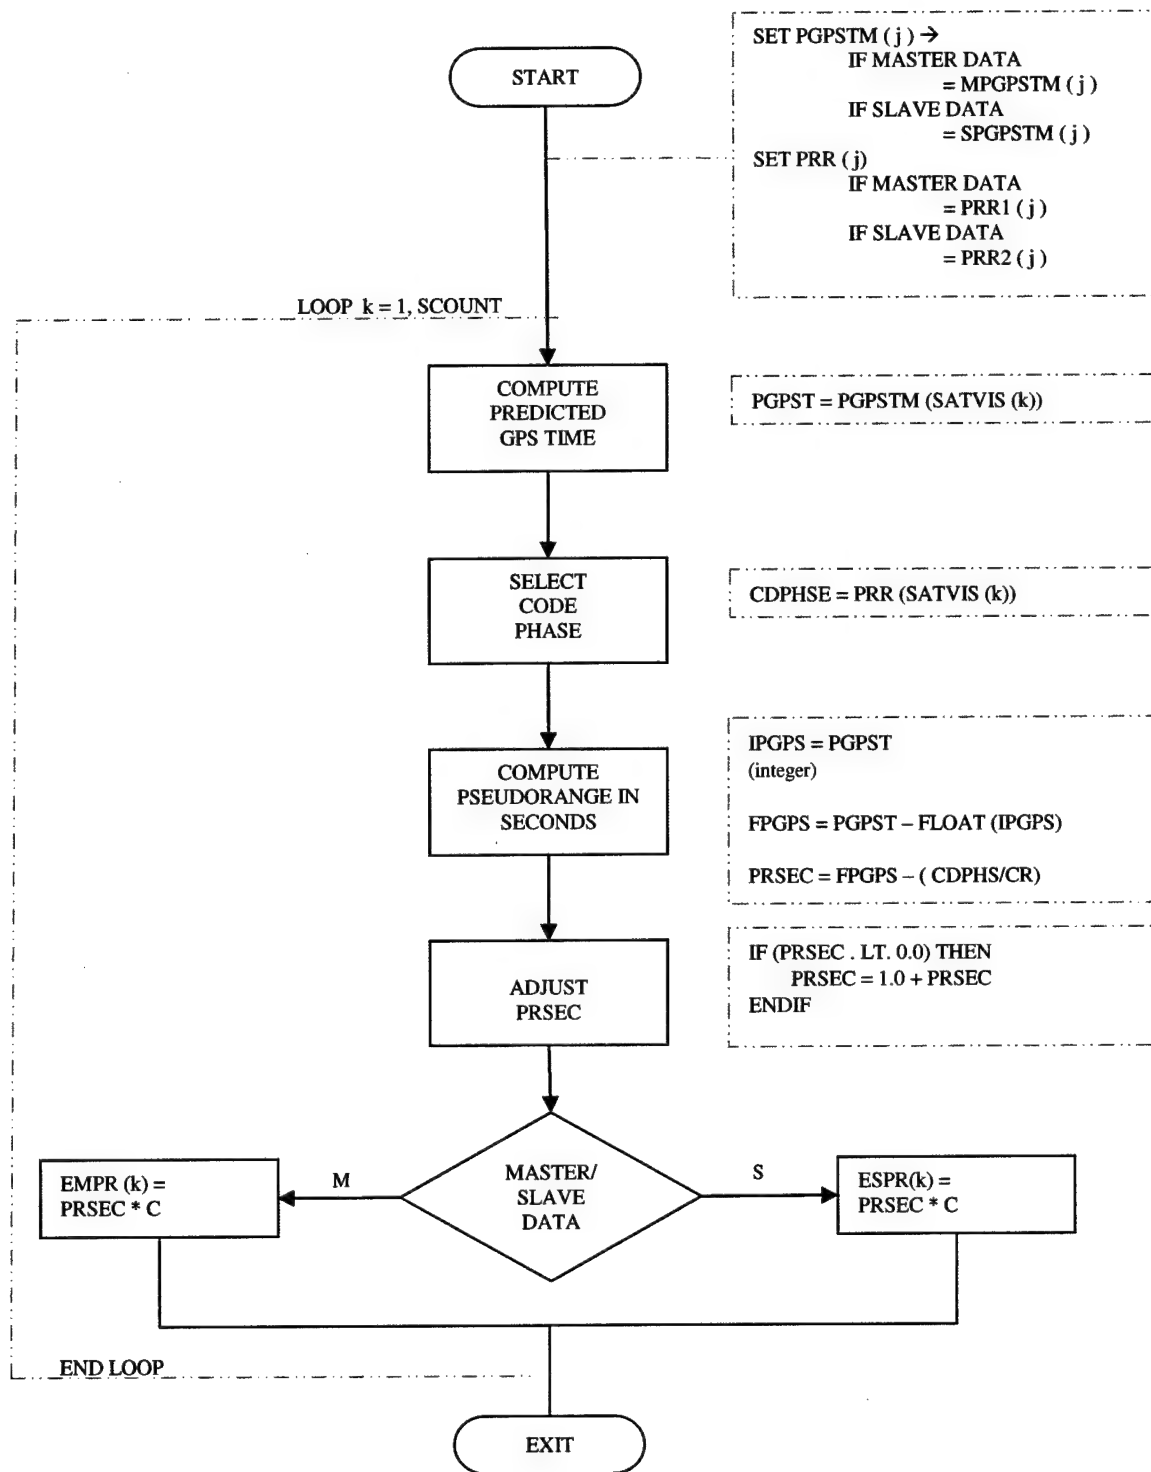 START
SET PGPSTM ( j ) →
IF MASTER DATA
= MPGPSTM ( j )
IF SLAVE DATA
= SPGPSTM ( j )
SET PRR ( j)
IF MASTER DATA
= PRR1 ( j )
IF SLAVE DATA
= PRR2 ( j )
LOOP k = 1, SCOUNT
COMPUTE
PREDICTED
GPS TIME
PGPST = PGPSTM (SATVIS (k))
SELECT
CODE
PHASE
CDPHSE = PRR (SATVIS (k))
COMPUTE
PSEUDORANGE IN
SECONDS
IPGPS = PGPST
(integer)
FPGPS = PGPST – FLOAT (IPGPS)
PRSEC = FPGPS – ( CDPHS/CR)
ADJUST
PRSEC
IF (PRSEC . LT. 0.0) THEN
PRSEC = 1.0 + PRSEC
ENDIF
MASTER/
SLAVE
DATA
M
S
EMPR (k) =
PRSEC * C
ESPR(k) =
PRSEC * C
END LOOP
EXIT